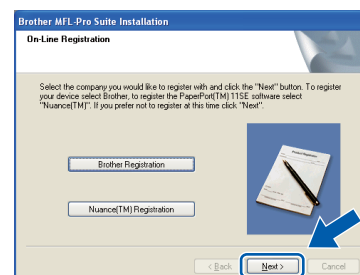 Brother MFL-Pro Suite Installation
On-Line Registration
Select the company you would like to register with and click the "Next" button. To register
your device select Brother, to register the PaperPort(TM) 11SE software select
"Nuance(TM)". If you prefer not to register at this time click "Next".
Brother Registration
Nuance(TM) Registration
< Back
Next >
Cancel